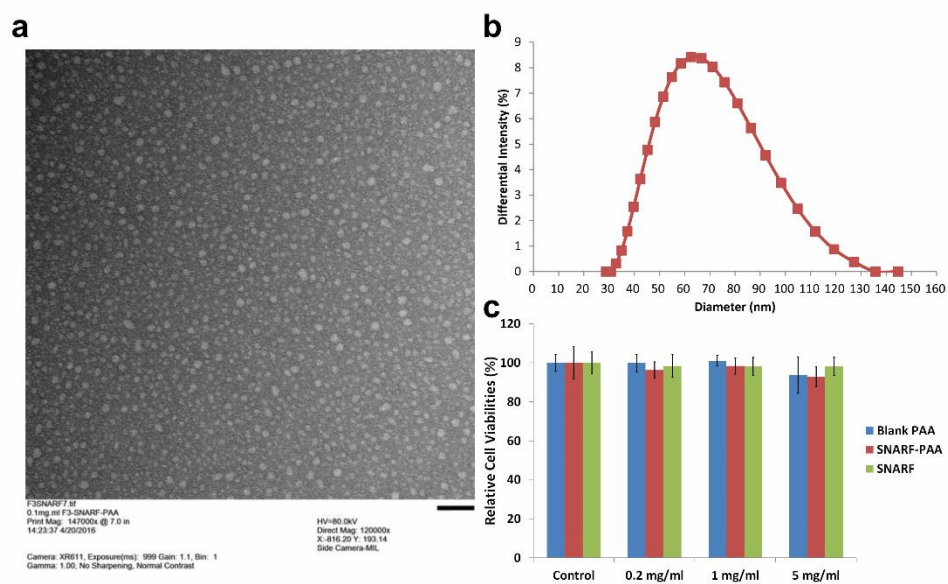 a
F3SNARF7.tif
0.1mg.ml F3-SNARF-PAA
Print Mag: 147000x @ 7.0 in
14:23:37 4/20/2016
Camera: XR611, Exposure(ms): 999 Gain: 1.1, Bin: 1
Gamma: 1.00, No Sharpening, Normal Contrast
HV=80.0kV
Direct Mag: 120000x
X:-816.20 Y: 193.14
Side Camera-MIL
b
Differential Intensity (%)
9
8
7
6
5
4
3
2
1
0
0 10 20 30 40 50 60 70 80 90 100 110 120 130 140 150 160
Diameter (nm)
c
Relative Cell Viabilities (%)
120
100
80
60
40
20
0
Control 0.2 mg/ml 1 mg/ml 5 mg/ml
Blank PAA
SNARF-PAA
SNARF